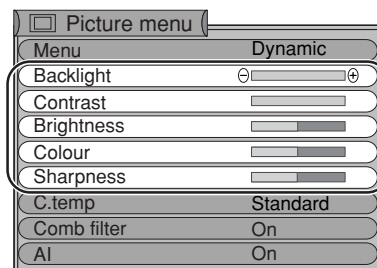 Picture menu
Menu Dynamic
Backlight
Contrast
Brightness
Colour
Sharpness
C.temp Standard
Comb filter On
AI On